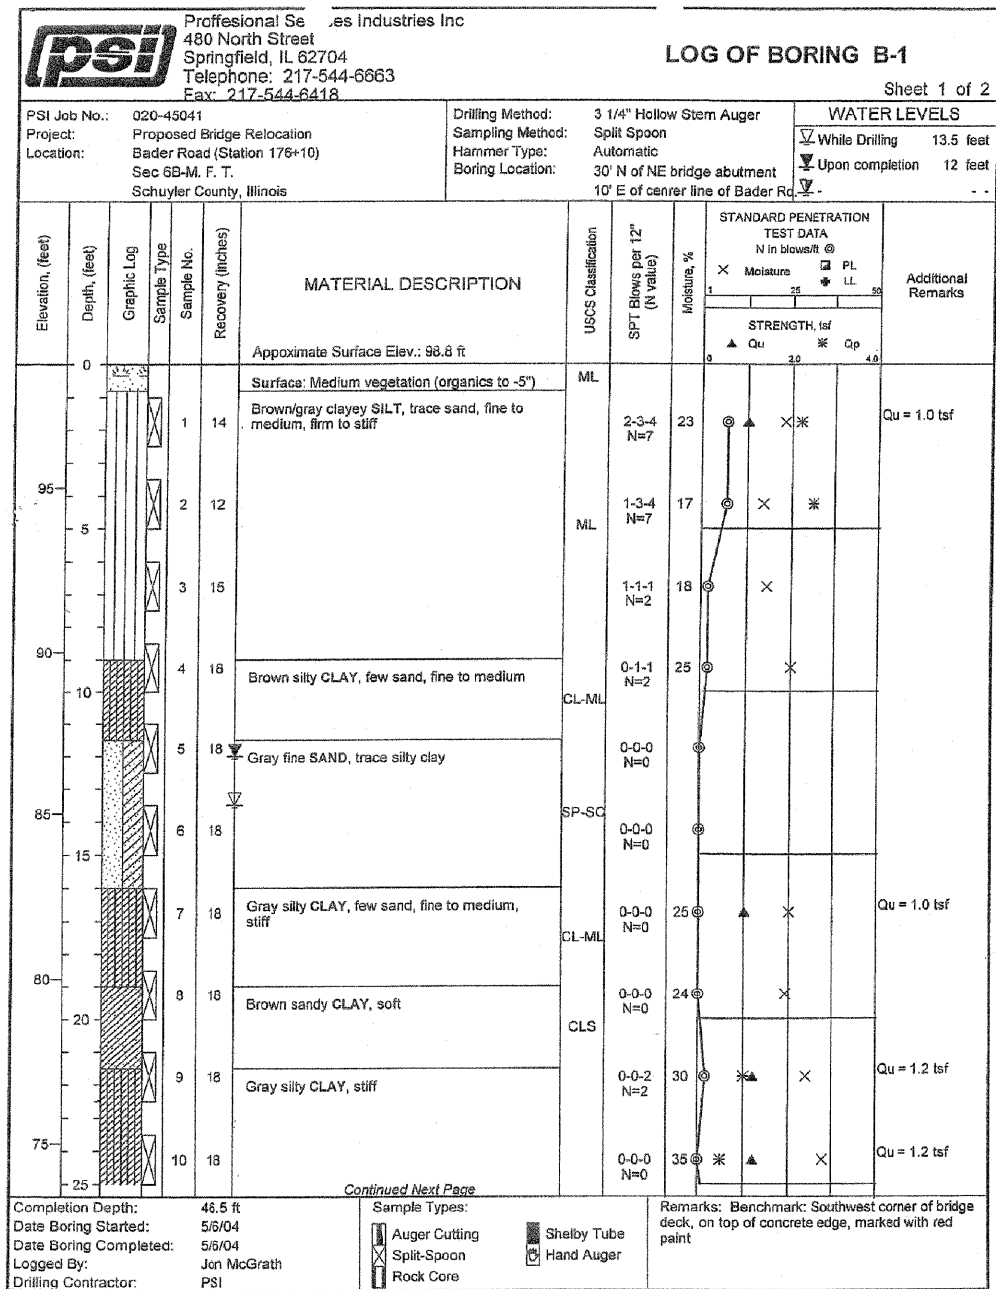 psi
Proffesional Se es Industries Inc
480 North Street
Springfield, IL 62704
Telephone: 217-544-6663
Fax: 217-544-6418
LOG OF BORING B-1
Sheet 1 of 2
PSI Job No.: 020-45041
Project: Proposed Bridge Relocation
Location: Bader Road (Station 176+10)
Sec 6B-M. F. T.
Schuyler County, Illinois
Drilling Method: 3 1/4" Hollow Stem Auger
Sampling Method: Split Spoon
Hammer Type: Automatic
Boring Location: 30' N of NE bridge abutment
10' E of cenrer line of Bader Rd.
WATER LEVELS
While Drilling 13.5 feet
Upon completion 12 feet
- - -
Elevation, (feet)
Depth, (feet)
Graphic Log
Sample Type
Sample No.
Recovery (inches)
MATERIAL DESCRIPTION
Appoximate Surface Elev.: 98.8 ft
USCS Classification
SPT Blows per 12"
(N value)
Moisture, %
STANDARD PENETRATION
TEST DATA
N in blows/ft
Moisture PL
LL
1 25 50
STRENGTH, tsf
Qu Qp
0 2.0 4.0
Additional
Remarks
0
Surface: Medium vegetation (organics to -5") ML
Brown/gray clayey SILT, trace sand, fine to
medium, firm to stiff
1 14 2-3-4 23 Qu = 1.0 tsf
N=7
95
2 12 1-3-4 17
N=7
5 ML
3 15 1-1-1 18
N=2
90
4 18 0-1-1 25
N=2
Brown silty CLAY, few sand, fine to medium
10 CL-ML
5 18 0-0-0
N=0
Gray fine SAND, trace silty clay
85 SP-SC
6 18 0-0-0
N=0
15
Gray silty CLAY, few sand, fine to medium,
stiff
7 18 0-0-0 25 Qu = 1.0 tsf
N=0
CL-ML
80
8 18 0-0-0 24
N=0
Brown sandy CLAY, soft
20 CLS
9 18 0-0-2 30 Qu = 1.2 tsf
N=2
Gray silty CLAY, stiff
75
10 18 0-0-0 35 Qu = 1.2 tsf
N=0
25
Continued Next Page
Completion Depth: 46.5 ft
Date Boring Started: 5/6/04
Date Boring Completed: 5/6/04
Logged By: Jon McGrath
Drilling Contractor: PSI
Sample Types:
Auger Cutting Shelby Tube
Split-Spoon Hand Auger
Rock Core
Remarks: Benchmark: Southwest corner of bridge
deck, on top of concrete edge, marked with red
paint